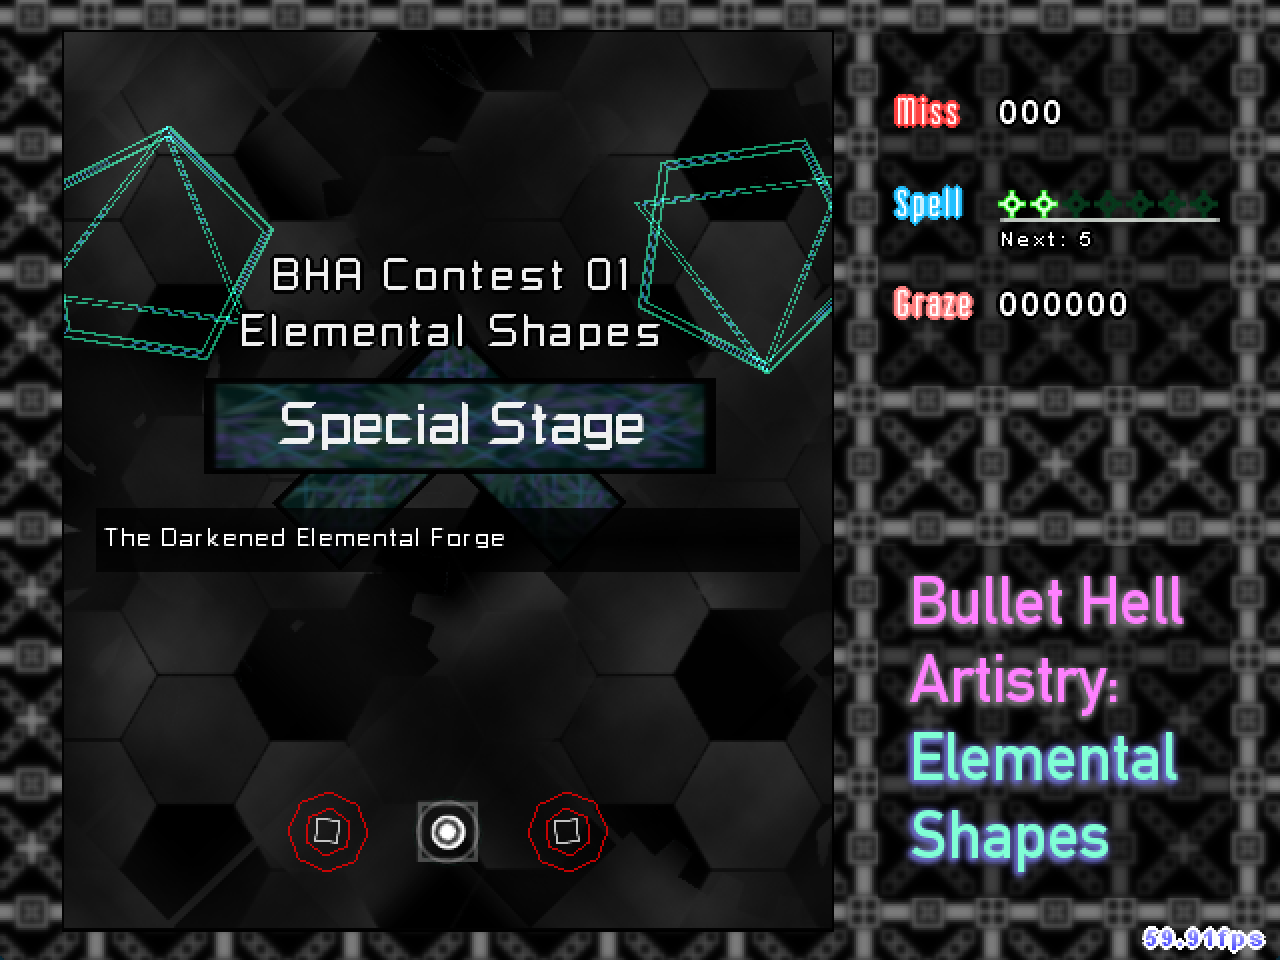 BHA Contest 01
Elemental Shapes
Special Stage
The Darkened Elemental Forge
Miss 000
Spell
Next: 5
Graze 000000
Bullet Hell
Artistry:
Elemental
Shapes
59.91fps